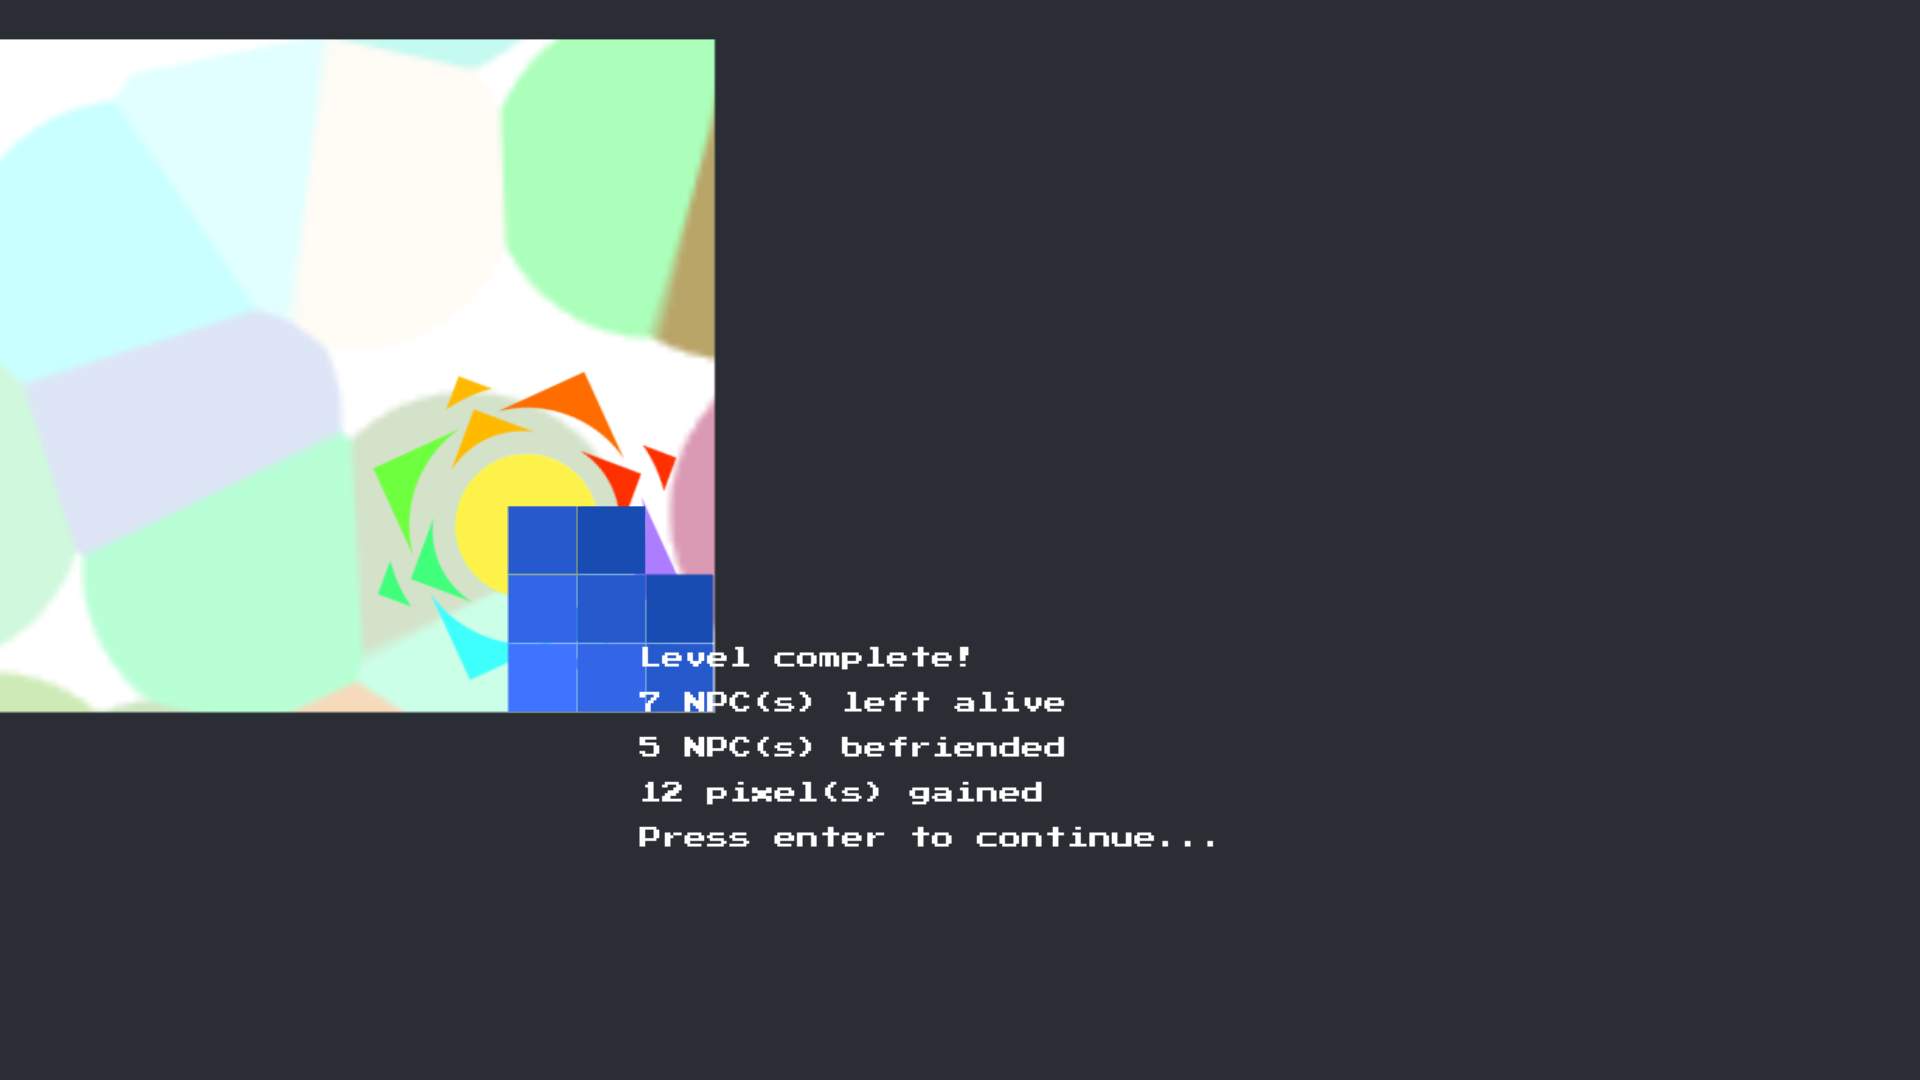 Level complete!
7 NPC(s) left alive
5 NPC(s) befriended
12 pixel(s) gained
Press enter to continue...